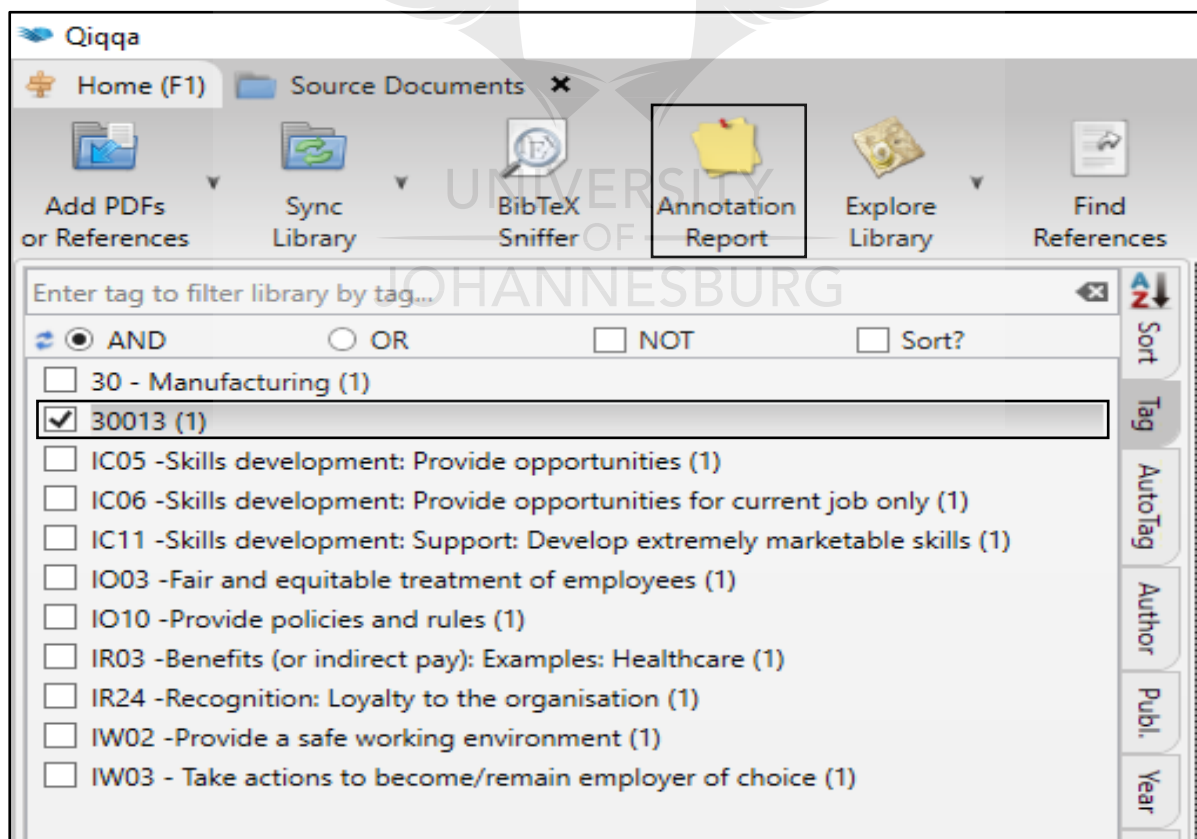 Qiqqa
Home (F1) Source Documents
Add PDFs or References
Sync Library
BibTeX Sniffer
Annotation Report
Explore Library
Find References
UNIVERSITY
OF
JOHANNESBURG
Enter tag to filter library by tag...
AND OR NOT Sort?
30 - Manufacturing (1)
30013 (1)
IC05 -Skills development: Provide opportunities (1)
IC06 -Skills development: Provide opportunities for current job only (1)
IC11 -Skills development: Support: Develop extremely marketable skills (1)
IO03 -Fair and equitable treatment of employees (1)
IO10 -Provide policies and rules (1)
IR03 -Benefits (or indirect pay): Examples: Healthcare (1)
IR24 -Recognition: Loyalty to the organisation (1)
IW02 -Provide a safe working environment (1)
IW03 - Take actions to become/remain employer of choice (1)
AZ
Sort
Tag
AutoTag
Author
Publ.
Year